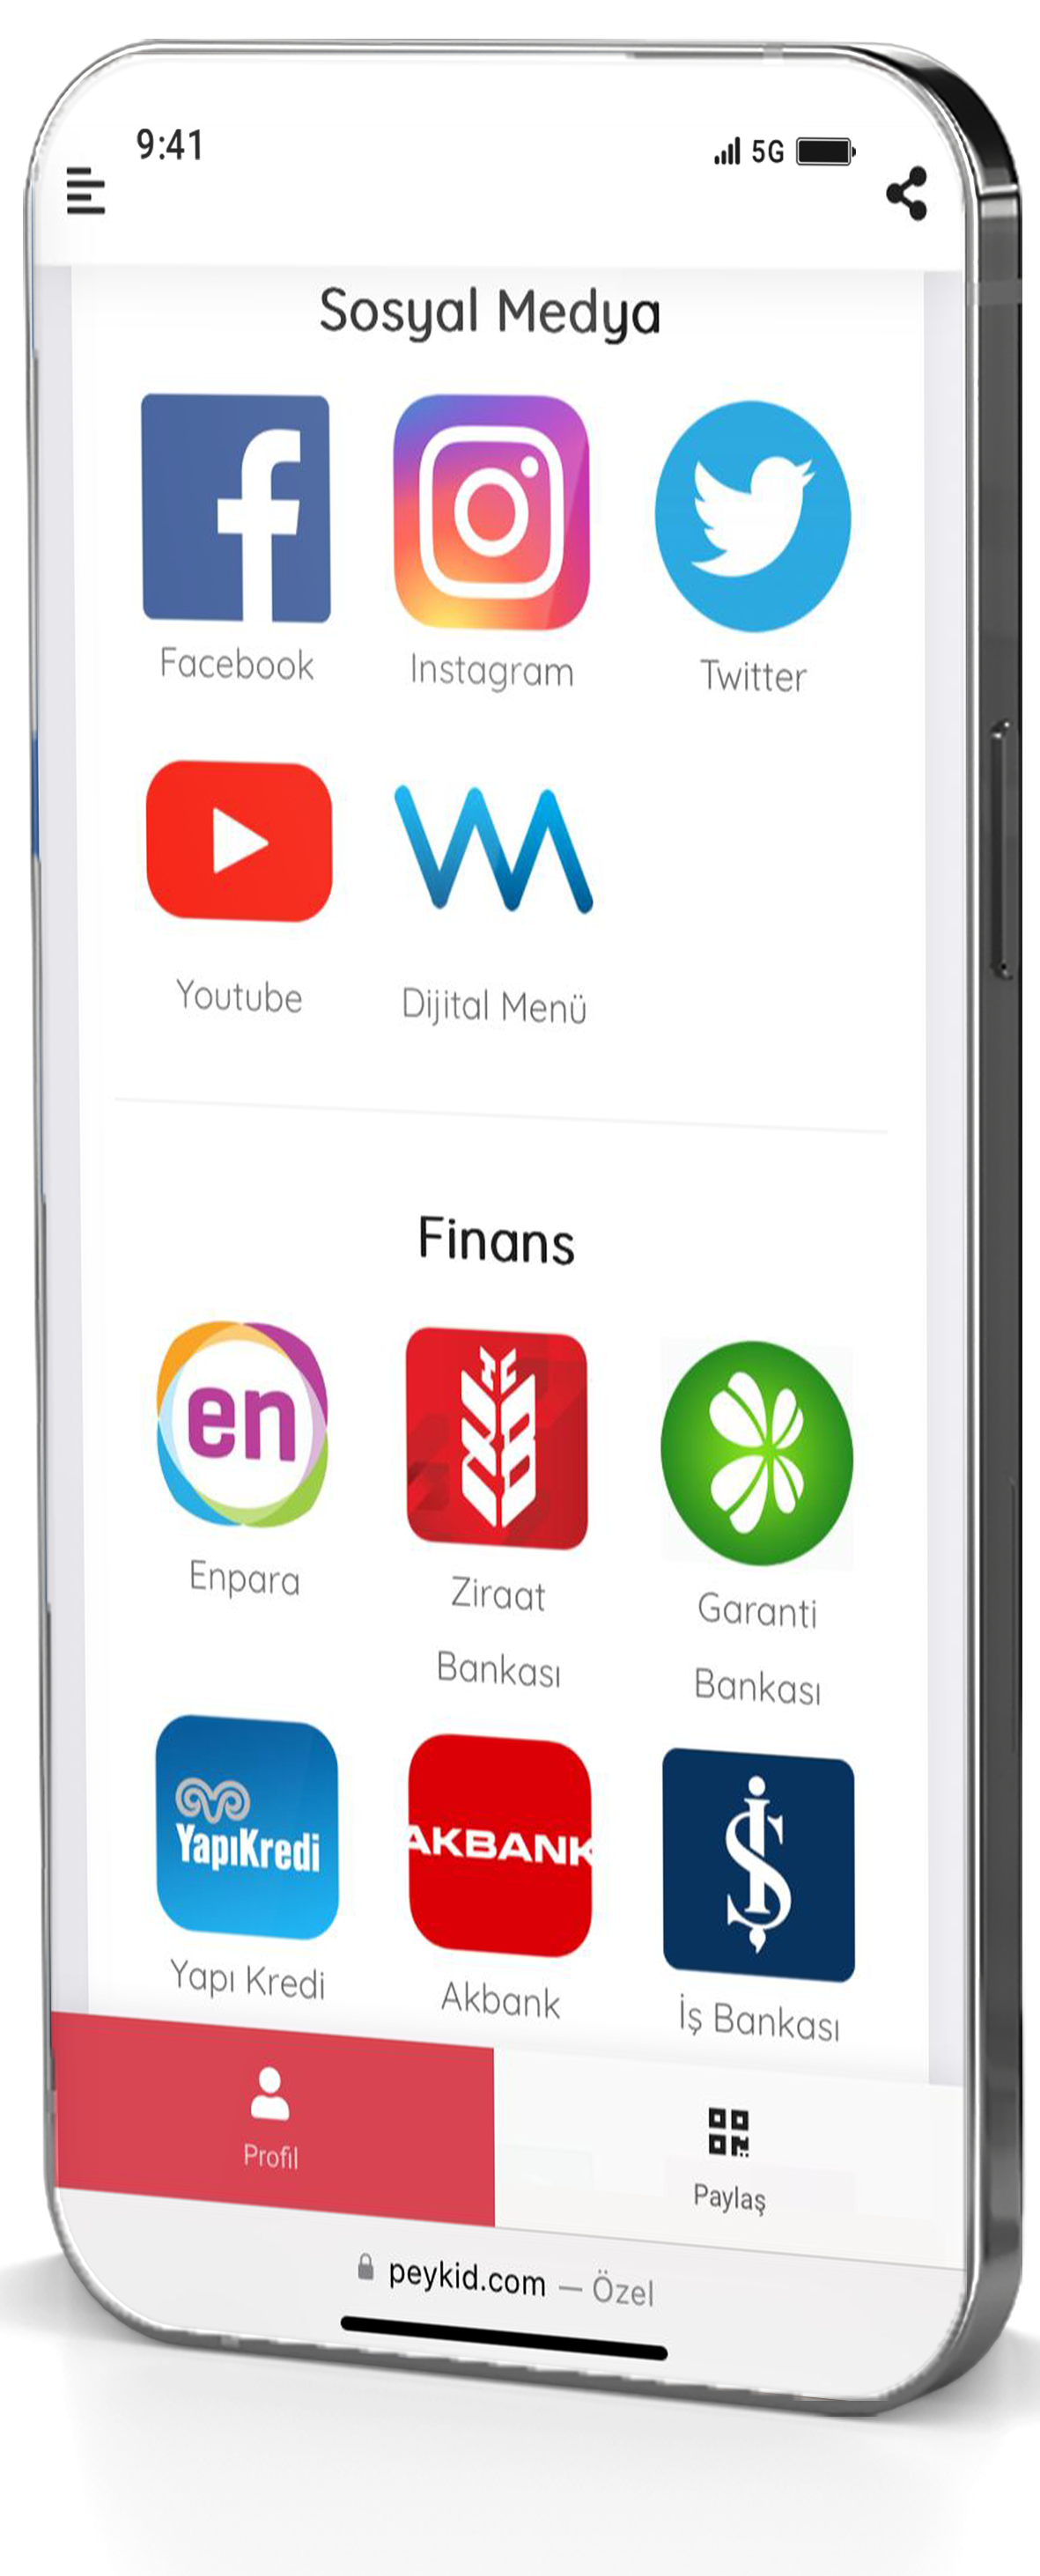 9:41
5G
Sosyal Medya
Facebook Instagram Twitter
Youtube Dijital Menü
Finans
en
Enpara Ziraat Bankası Garanti Bankası
YapıKredi
AKBANK
Yapı Kredi Akbank İş Bankası
Profil Paylaş
peykid.com — Özel